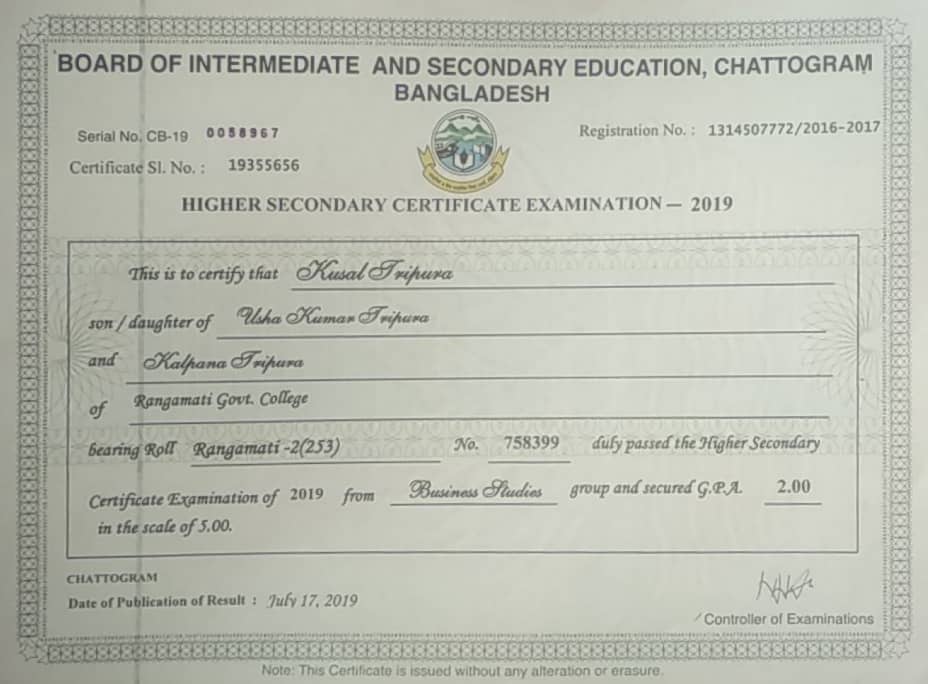 BOARD OF INTERMEDIATE AND SECONDARY EDUCATION, CHATTOGRAM
BANGLADESH
Serial No. CB-19 0058967
Registration No. : 1314507772/2016-2017
Certificate Sl. No. : 19355656
HIGHER SECONDARY CERTIFICATE EXAMINATION — 2019
This is to certify that Kusal Tripura
son / daughter of Usha Kumar Tripura
and Kalpana Tripura
of Rangamati Govt. College
bearing Roll Rangamati -2(253) No. 758399 duly passed the Higher Secondary
Certificate Examination of 2019 from Business Studies group and secured G.P.A. 2.00
in the scale of 5.00.
CHATTOGRAM
Date of Publication of Result : July 17, 2019
Controller of Examinations
Note: This Certificate is issued without any alteration or erasure.